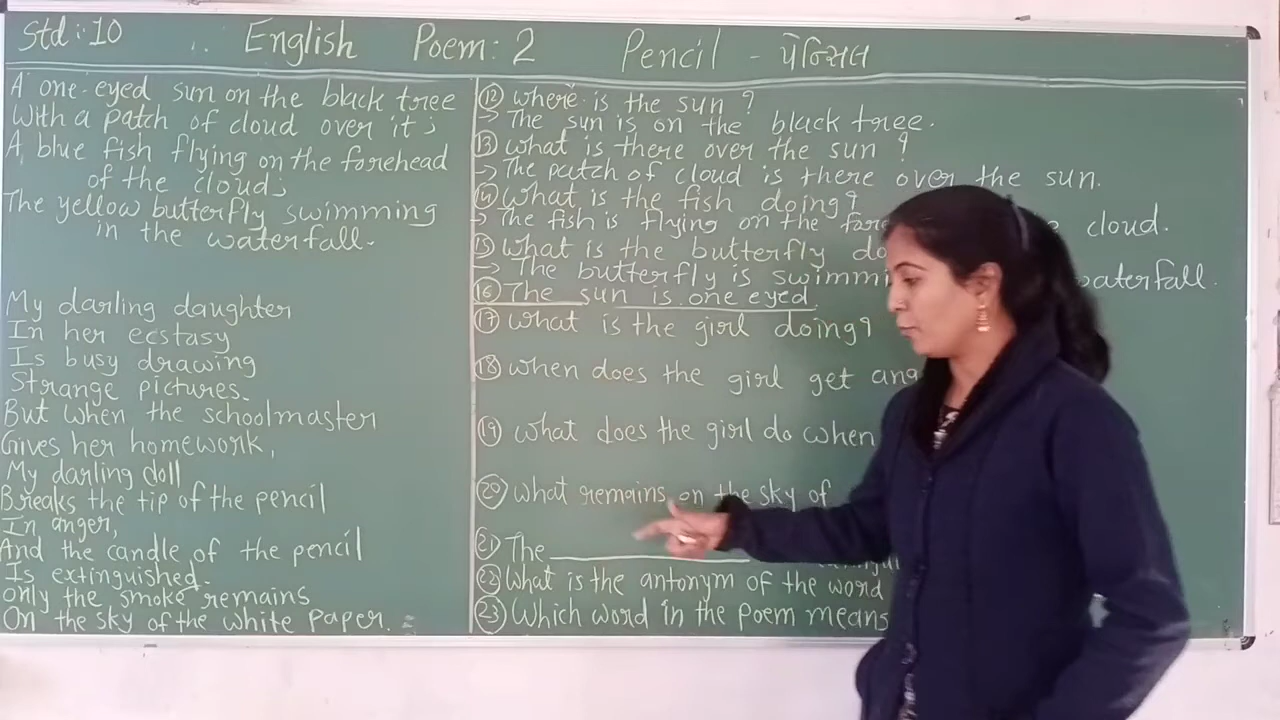 Std: 10
English Poem: 2 Pencil - પેન્સિલ
A one-eyed sun on the black tree
With a patch of cloud over it;
A blue fish flying on the forehead
of the cloud;
The yellow butterfly swimming
in the waterfall.
My darling daughter
In her ecstasy
Is busy drawing
Strange pictures.
But when the schoolmaster
Gives her homework,
My darling doll
Breaks the tip of the pencil
In anger,
And the candle of the pencil
Is extinguished.
only the smoke remains
On the sky of the white paper.
(12) where is the sun ?
→ The sun is on the black tree.
(13) what is there over the sun ?
→ The patch of cloud is there over the sun.
(14) What is the fish doing?
→ The fish is flying on the cloud.
(15) What is the butterfly
→ The butterfly is waterfall.
(16) The sun is one eyed.
(17) what is the girl doing?
(18) when does the girl get
(19) what does the girl do when
(20) what remains on the sky of
(21) The ________
(22) What is the antonym of the word
(23) Which word in the poem means